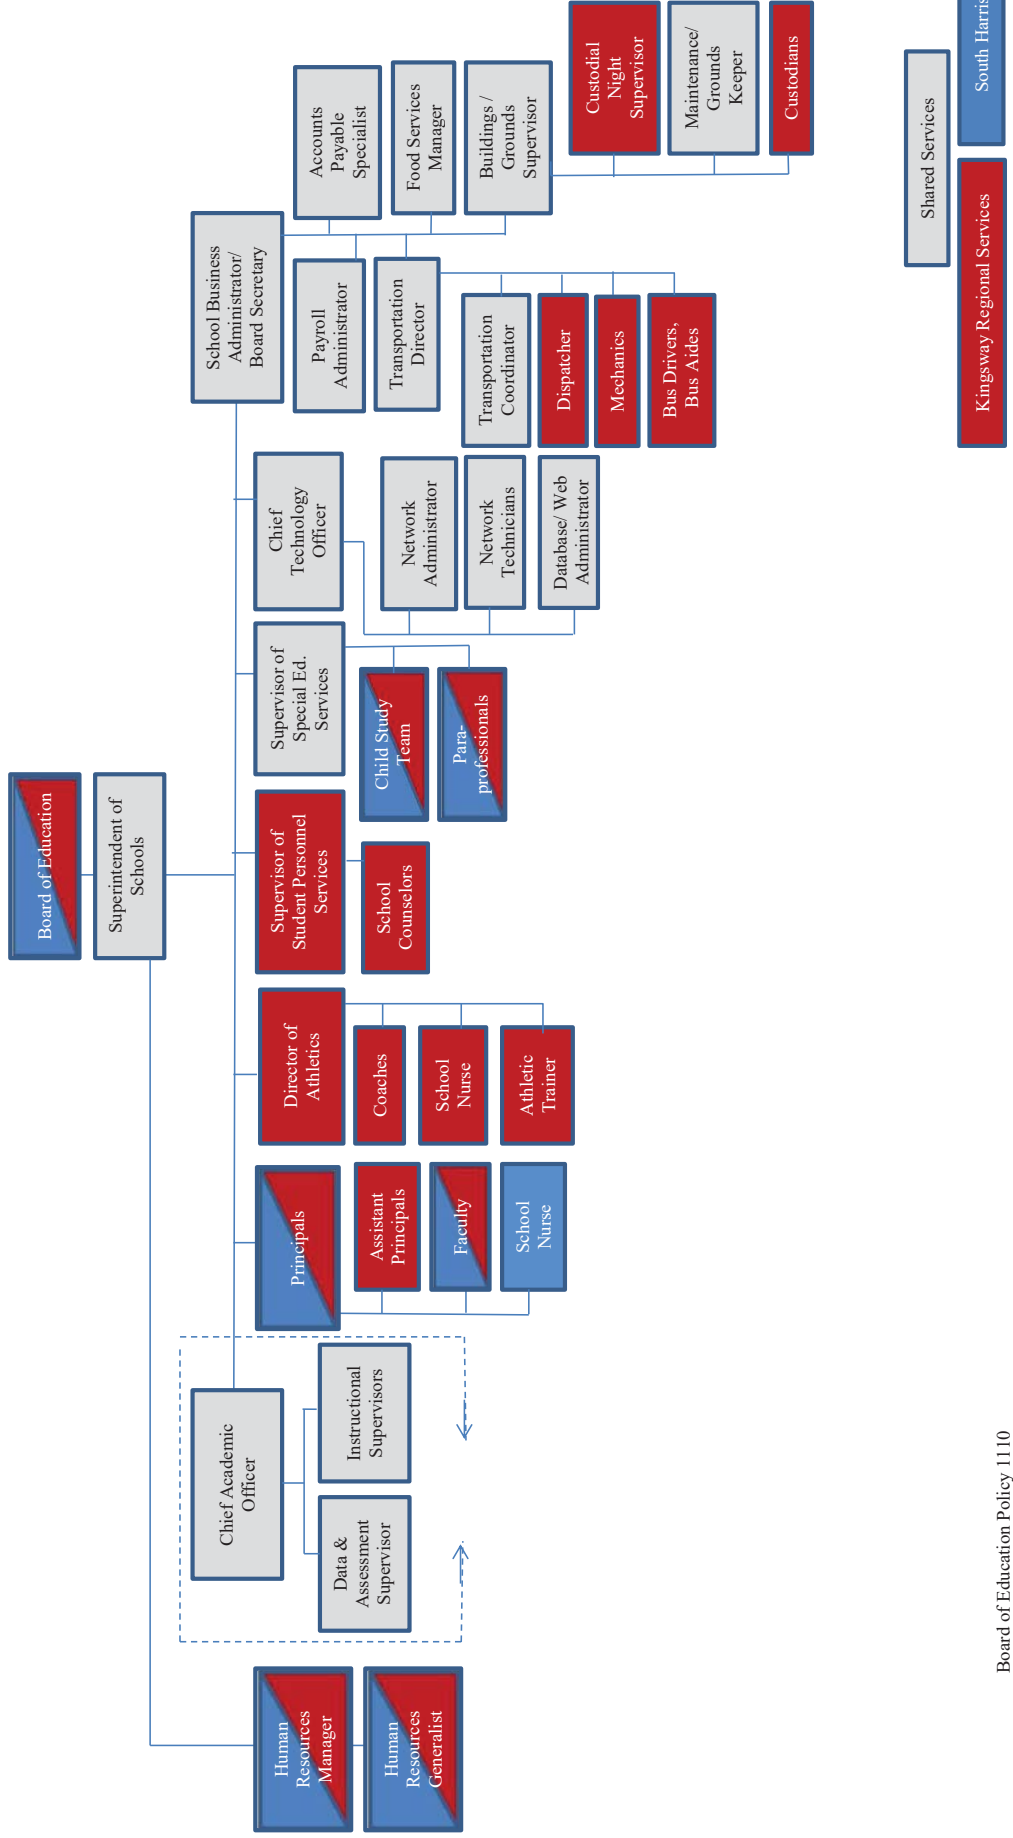 Board of Education
Superintendent of
Schools
Human
Resources
Manager
Human
Resources
Generalist
Chief Academic
Officer
Data &
Assessment
Supervisor
Instructional
Supervisors
Principals
Assistant
Principals
Faculty
School
Nurse
Director of
Athletics
Coaches
School
Nurse
Athletic
Trainer
Supervisor of
Student Personnel
Services
School
Counselors
Supervisor of
Special Ed.
Services
Child Study
Team
Para-
professionals
Chief
Technology
Officer
Network
Administrator
Network
Technicians
Database/ Web
Administrator
School Business
Administrator/
Board Secretary
Payroll
Administrator
Transportation
Director
Transportation
Coordinator
Dispatcher
Mechanics
Bus Drivers,
Bus Aides
Accounts
Payable
Specialist
Food Services
Manager
Buildings /
Grounds
Supervisor
Custodial
Night
Supervisor
Maintenance/
Grounds
Keeper
Custodians
Shared Services
Kingsway Regional Services
South Harris
Board of Education Policy 1110